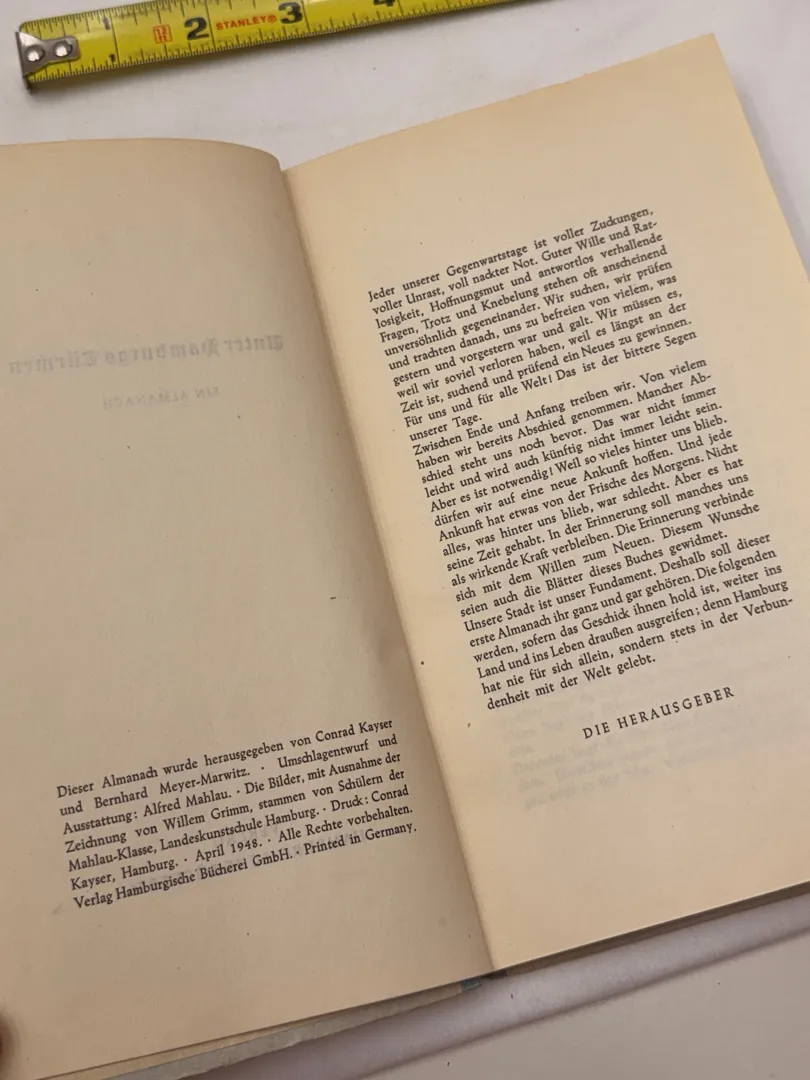 2 STANLEY® 3 4
Unter Hamburgs Türmen
EIN ALMANACH
Dieser Almanach wurde herausgegeben von Conrad Kayser
und Bernhard Meyer-Marwitz. · Umschlagentwurf und
Ausstattung: Alfred Mahlau. · Die Bilder, mit Ausnahme der
Zeichnung von Willem Grimm, stammen von Schülern der
Mahlau-Klasse, Landeskunstschule Hamburg. · Druck: Conrad
Kayser, Hamburg. · April 1948. · Alle Rechte vorbehalten.
Verlag Hamburgische Bücherei GmbH. · Printed in Germany.
Jeder unserer Gegenwartstage ist voller Zuckungen,
voller Unrast, voll nackter Not. Guter Wille und Rat-
losigkeit, Hoffnungsmut und antwortlos verhallende
Fragen, Trotz und Knebelung stehen oft anscheinend
unversöhnlich gegeneinander. Wir suchen, wir prüfen
und trachten danach, uns zu befreien von vielem, was
gestern und vorgestern war und galt. Wir müssen es,
weil wir soviel verloren haben, weil es längst an der
Zeit ist, suchend und prüfend ein Neues zu gewinnen.
Für uns und für alle Welt! Das ist der bittere Segen
unserer Tage.
Zwischen Ende und Anfang treiben wir. Von vielem
haben wir bereits Abschied genommen. Mancher Ab-
schied steht uns noch bevor. Das war nicht immer
leicht und wird auch künftig nicht immer leicht sein.
Aber es ist notwendig! Weil so vieles hinter uns blieb,
dürfen wir auf eine neue Ankunft hoffen. Und jede
Ankunft hat etwas von der Frische des Morgens. Nicht
alles, was hinter uns blieb, war schlecht. Aber es hat
seine Zeit gehabt. In der Erinnerung soll manches uns
als wirkende Kraft verbleiben. Die Erinnerung verbinde
sich mit dem Willen zum Neuen. Diesem Wunsche
seien auch die Blätter dieses Buches gewidmet.
Unsere Stadt ist unser Fundament. Deshalb soll dieser
erste Almanach ihr ganz und gar gehören. Die folgenden
werden, sofern das Geschick ihnen hold ist, weiter ins
Land und ins Leben draußen ausgreifen; denn Hamburg
hat nie für sich allein, sondern stets in der Verbun-
denheit mit der Welt gelebt.
DIE HERAUSGEBER